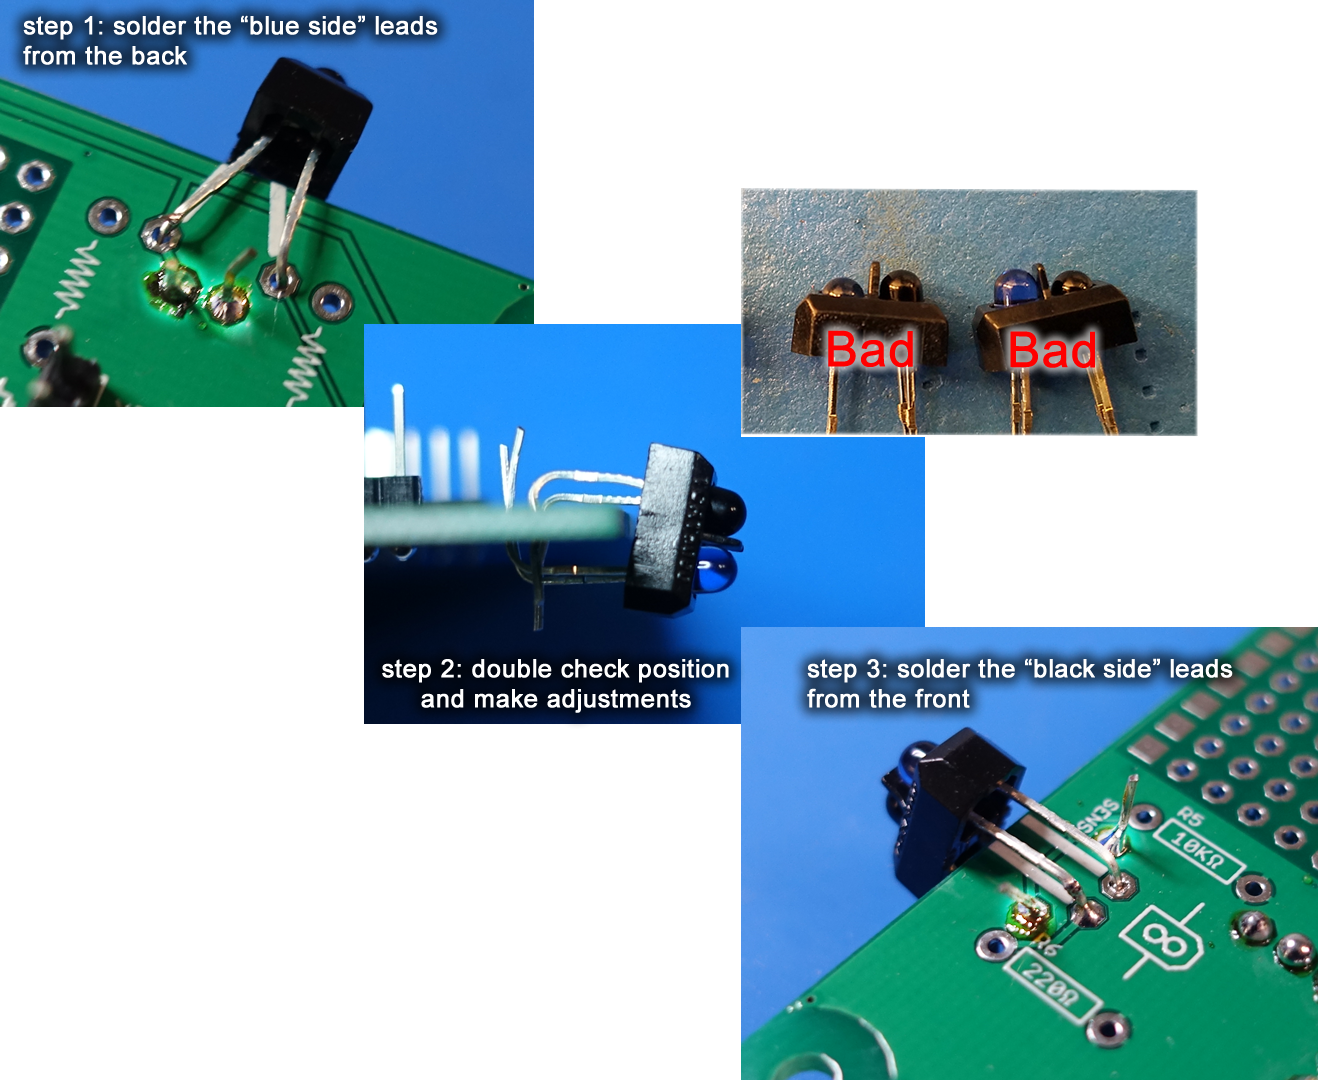 step 1: solder the “blue side” leads
from the back
Bad
Bad
step 2: double check position
and make adjustments
step 3: solder the “black side” leads
from the front
SENS
R5
10KΩ
R6
220Ω